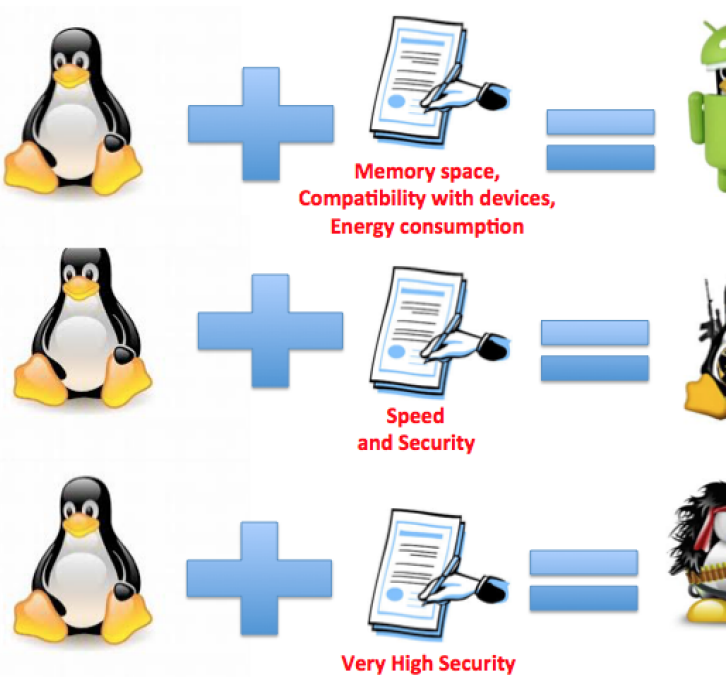 Memory space,
Compatibility with devices,
Energy consumption
Speed
and Security
Very High Security